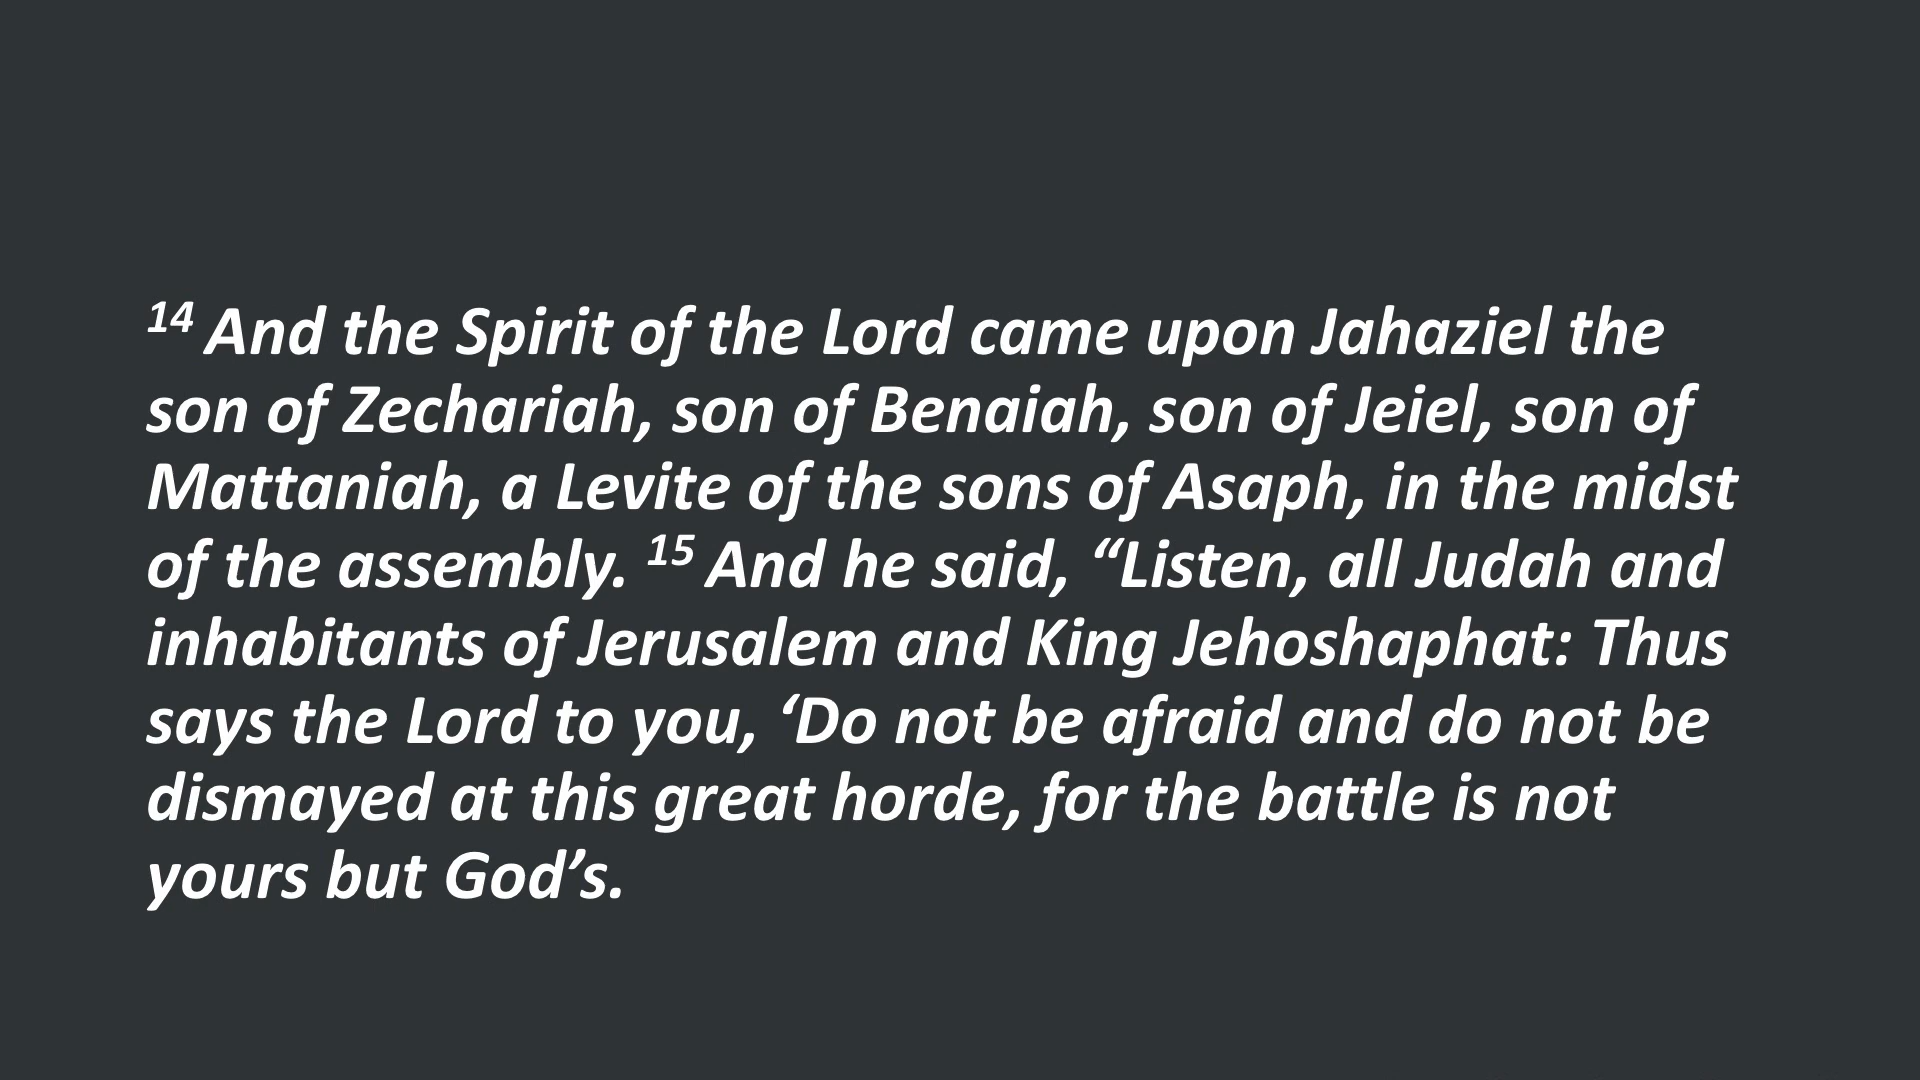 14 And the Spirit of the Lord came upon Jahaziel the
son of Zechariah, son of Benaiah, son of Jeiel, son of
Mattaniah, a Levite of the sons of Asaph, in the midst
of the assembly. 15 And he said, “Listen, all Judah and
inhabitants of Jerusalem and King Jehoshaphat: Thus
says the Lord to you, ‘Do not be afraid and do not be
dismayed at this great horde, for the battle is not
yours but God’s.